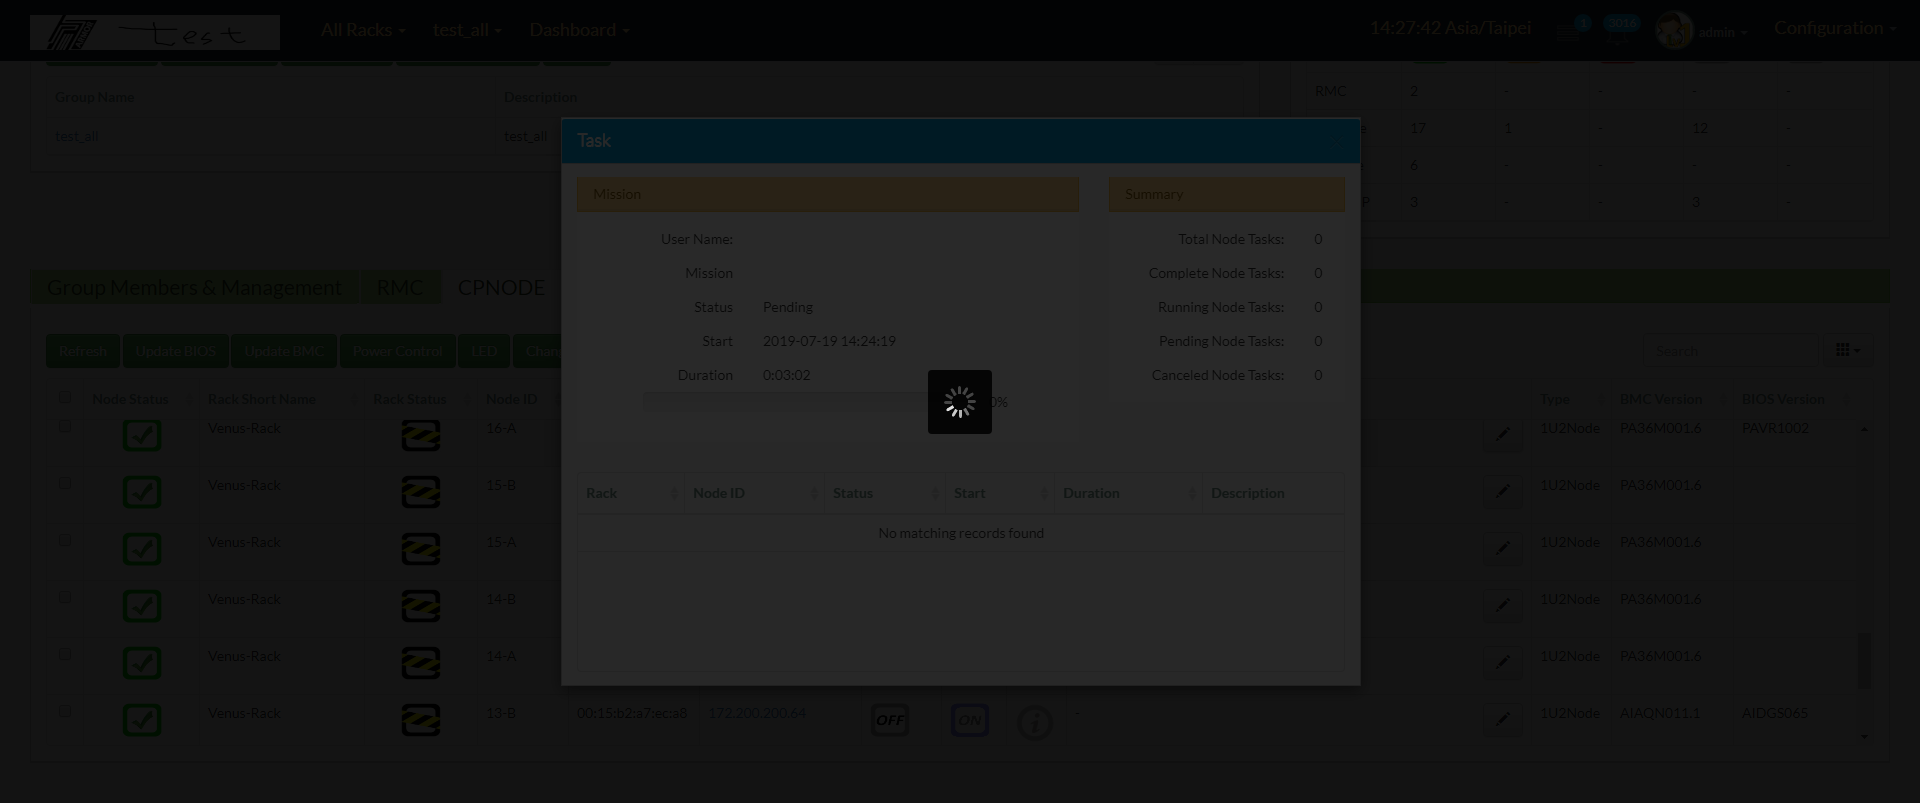 test
All Racks
test_all
Dashboard
14:27:42 Asia/Taipei
1
3016
admin
Configuration
Group Name
Description
test_all
test_all
RMC 2 - - - -
17 1 - 12 -
6 - - - -
3 - - 3 -
Task
Mission
Summary
User Name:
Mission
Status Pending
Start 2019-07-19 14:24:19
Duration 0:03:02
0%
Total Node Tasks: 0
Complete Node Tasks: 0
Running Node Tasks: 0
Pending Node Tasks: 0
Canceled Node Tasks: 0
Rack Node ID Status Start Duration Description
No matching records found
Group Members & Management
RMC
CPNODE
Refresh
Update BIOS
Update BMC
Power Control
LED
Search
Node Status Rack Short Name Rack Status Node ID Type BMC Version BIOS Version
Venus-Rack 16-A 1U2Node PA36M001.6 PAVR1002
Venus-Rack 15-B 1U2Node PA36M001.6
Venus-Rack 15-A 1U2Node PA36M001.6
Venus-Rack 14-B 1U2Node PA36M001.6
Venus-Rack 14-A 1U2Node PA36M001.6
Venus-Rack 13-B 00:15:b2:a7:ec:a8 172.200.200.64 OFF ON i - 1U2Node AIAQN011.1 AIDGS065